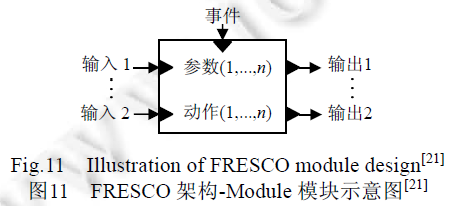 事件
输入 1 参数(1,...,n) 输出1
输入 2 动作(1,...,n) 输出2
Fig.11 Illustration of FRESCO module design[21]
图11 FRESCO 架构-Module 模块示意图[21]